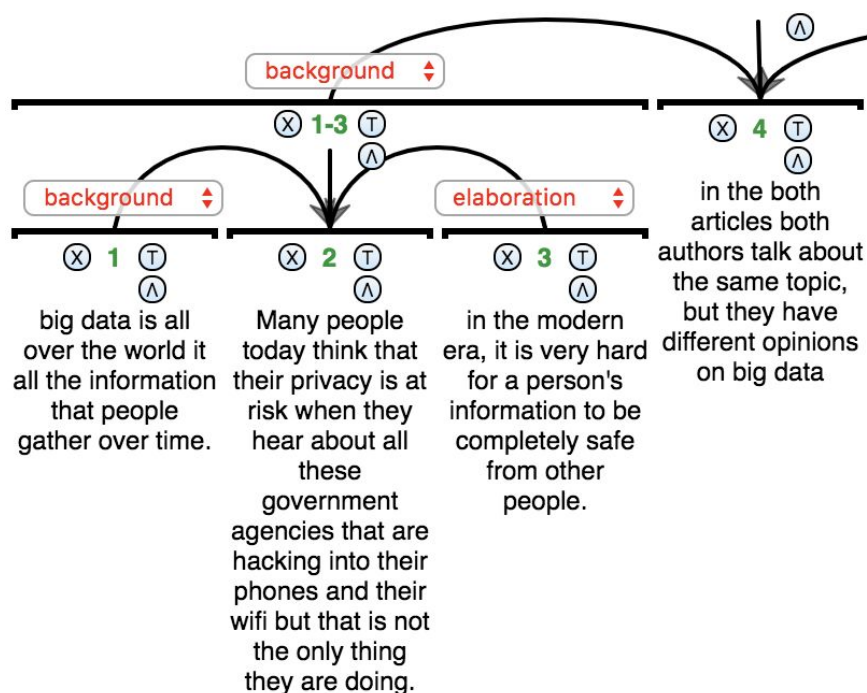 Λ
background
X 1-3 T
Λ
X 4 T
Λ
background
elaboration
X 1 T
Λ
X 2 T
Λ
X 3 T
Λ
big data is all
over the world it
all the information
that people
gather over time.
Many people
today think that
their privacy is at
risk when they
hear about all
these
government
agencies that are
hacking into their
phones and their
wifi but that is not
the only thing
they are doing.
in the modern
era, it is very hard
for a person's
information to be
completely safe
from other
people.
in the both
articles both
authors talk about
the same topic,
but they have
different opinions
on big data